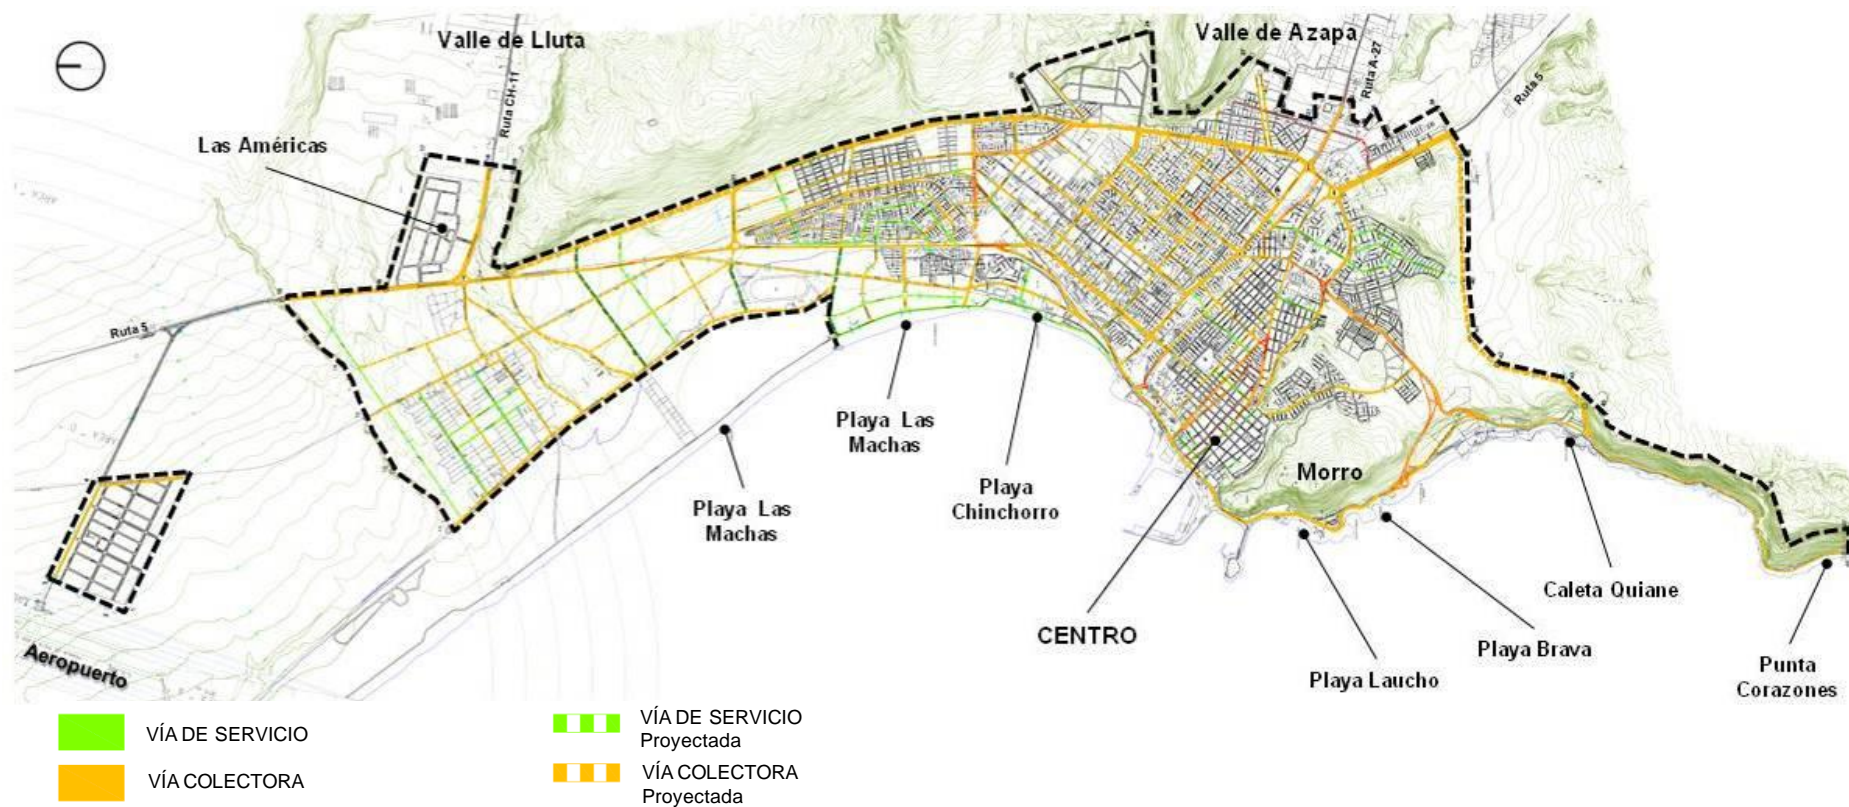 Valle de Lluta
Valle de Azapa
Ruta CH-11
Ruta A-27
Ruta 5
Las Américas
Ruta 5
Playa Las
Machas
Playa
Chinchorro
Playa Las
Machas
Morro
CENTRO
Caleta Quiane
Playa Brava
Playa Laucho
Punta
Corazones
Aeropuerto
VÍA DE SERVICIO
VÍA COLECTORA
VÍA DE SERVICIO
Proyectada
VÍA COLECTORA
Proyectada